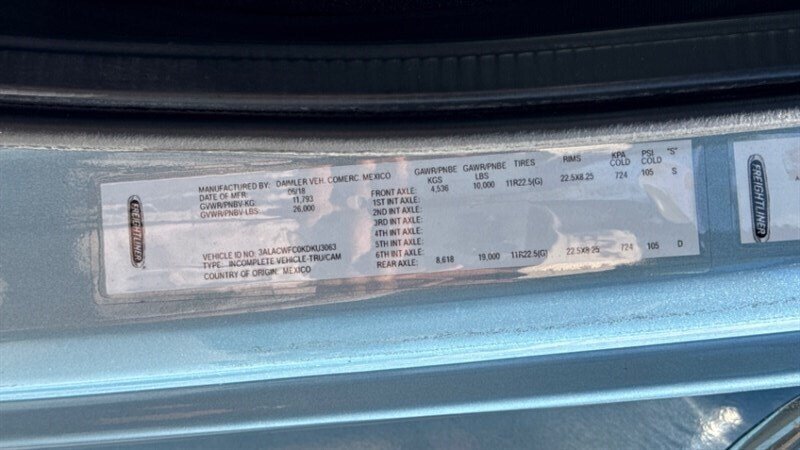 FREIGHTLINER
MANUFACTURED BY: DAIMLER VEH. COMERC. MEXICO
DATE OF MFR: 06/18
GVWR/PNBV-KG: 11,793
GVWR/PNBV-LBS: 26,000
VEHICLE ID NO: 3ALACWFC0KDKU3063
TYPE: INCOMPLETE VEHICLE-TRU/CAM
COUNTRY OF ORIGIN: MEXICO
GAWR/PNBE KGS GAWR/PNBE LBS TIRES RIMS KPA COLD PSI COLD "S"
FRONT AXLE: 4,536 10,000 11R22.5(G) 22.5X8.25 724 105 S
1ST INT AXLE:
2ND INT AXLE:
3RD INT AXLE:
4TH INT AXLE:
5TH INT AXLE:
6TH INT AXLE:
REAR AXLE: 8,618 19,000 11R22.5(G) 22.5X8.25 724 105 D
FREIGHTLINER